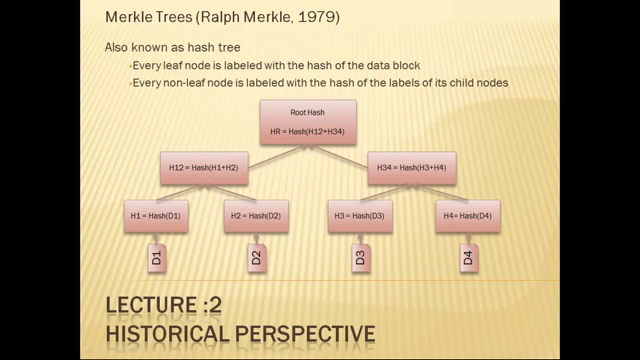 Merkle Trees (Ralph Merkle, 1979)
Also known as hash tree
Every leaf node is labeled with the hash of the data block
Every non-leaf node is labeled with the hash of the labels of its child nodes
Root Hash
HR = Hash(H12+H34)
H12 = Hash(H1+H2)
H34 = Hash(H3+H4)
H1 = Hash(D1)
H2 = Hash(D2)
H3 = Hash(D3)
H4= Hash(D4)
D1
D2
D3
D4
LECTURE :2
HISTORICAL PERSPECTIVE